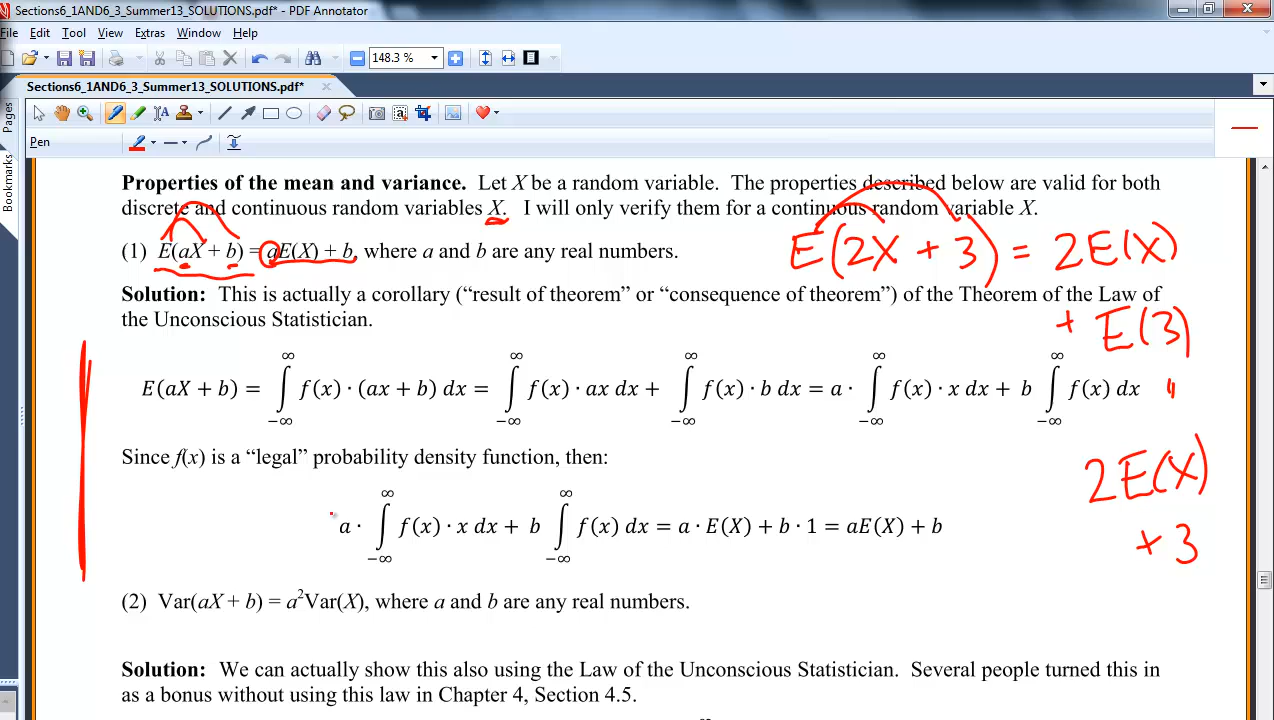 Sections6_1AND6_3_Summer13_SOLUTIONS.pdf* - PDF Annotator
File Edit Tool View Extras Window Help
148.3 %
Sections6_1AND6_3_Summer13_SOLUTIONS.pdf*
Pen
Pages
Bookmarks
Properties of the mean and variance. Let X be a random variable. The properties described below are valid for both
discrete and continuous random variables X. I will only verify them for a continuous random variable X.
(1) E(aX + b) = aE(X) + b, where a and b are any real numbers.
E(2X + 3) = 2E(X)
+ E(3)
"
2E(X)
+ 3
Solution: This is actually a corollary (“result of theorem” or “consequence of theorem”) of the Theorem of the Law of
the Unconscious Statistician.
E(aX + b) = ∫_{−∞}^{∞} f(x) · (ax + b) dx = ∫_{−∞}^{∞} f(x) · ax dx + ∫_{−∞}^{∞} f(x) · b dx = a · ∫_{−∞}^{∞} f(x) · x dx + b ∫_{−∞}^{∞} f(x) dx
Since f(x) is a “legal” probability density function, then:
a · ∫_{−∞}^{∞} f(x) · x dx + b ∫_{−∞}^{∞} f(x) dx = a · E(X) + b · 1 = aE(X) + b
(2) Var(aX + b) = a²Var(X), where a and b are any real numbers.
Solution: We can actually show this also using the Law of the Unconscious Statistician. Several people turned this in
as a bonus without using this law in Chapter 4, Section 4.5.